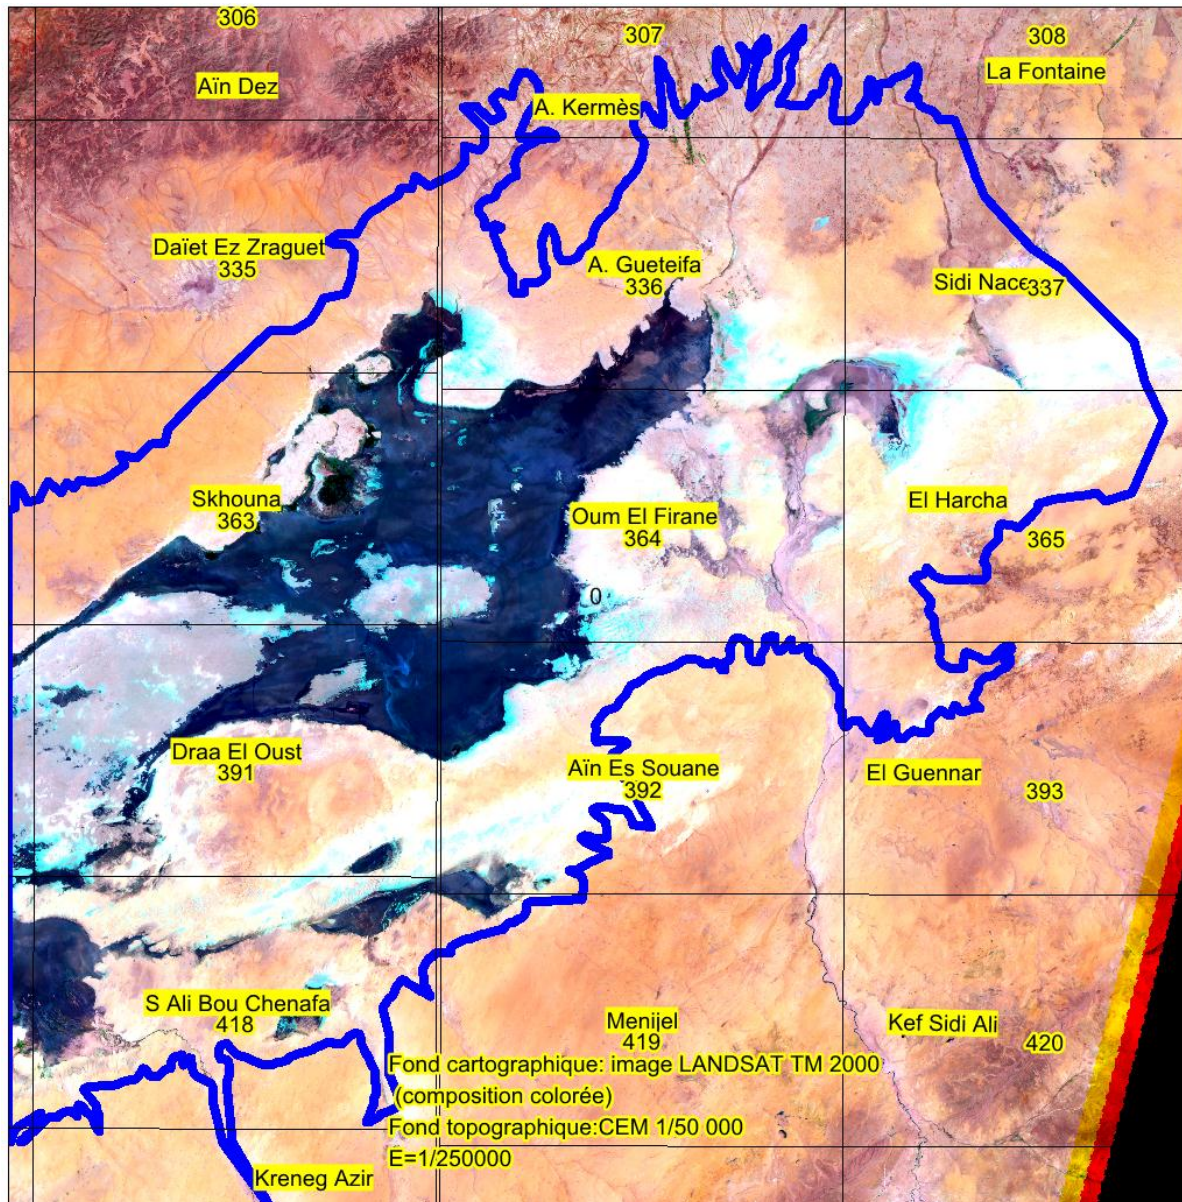 306
307
308
Aïn Dez
La Fontaine
A. Kermès
Daïet Ez Zraguet
335
A. Gueteifa
336
Sidi Nace
337
Skhouna
363
Oum El Firane
364
El Harcha
365
0
Draa El Oust
391
Aïn Es Souane
392
El Guennar
393
S Ali Bou Chenafa
418
Menijel
419
Kef Sidi Ali
420
Fond cartographique: image LANDSAT TM 2000
(composition colorée)
Fond topographique:CEM 1/50 000
E=1/250000
Kreneg Azir